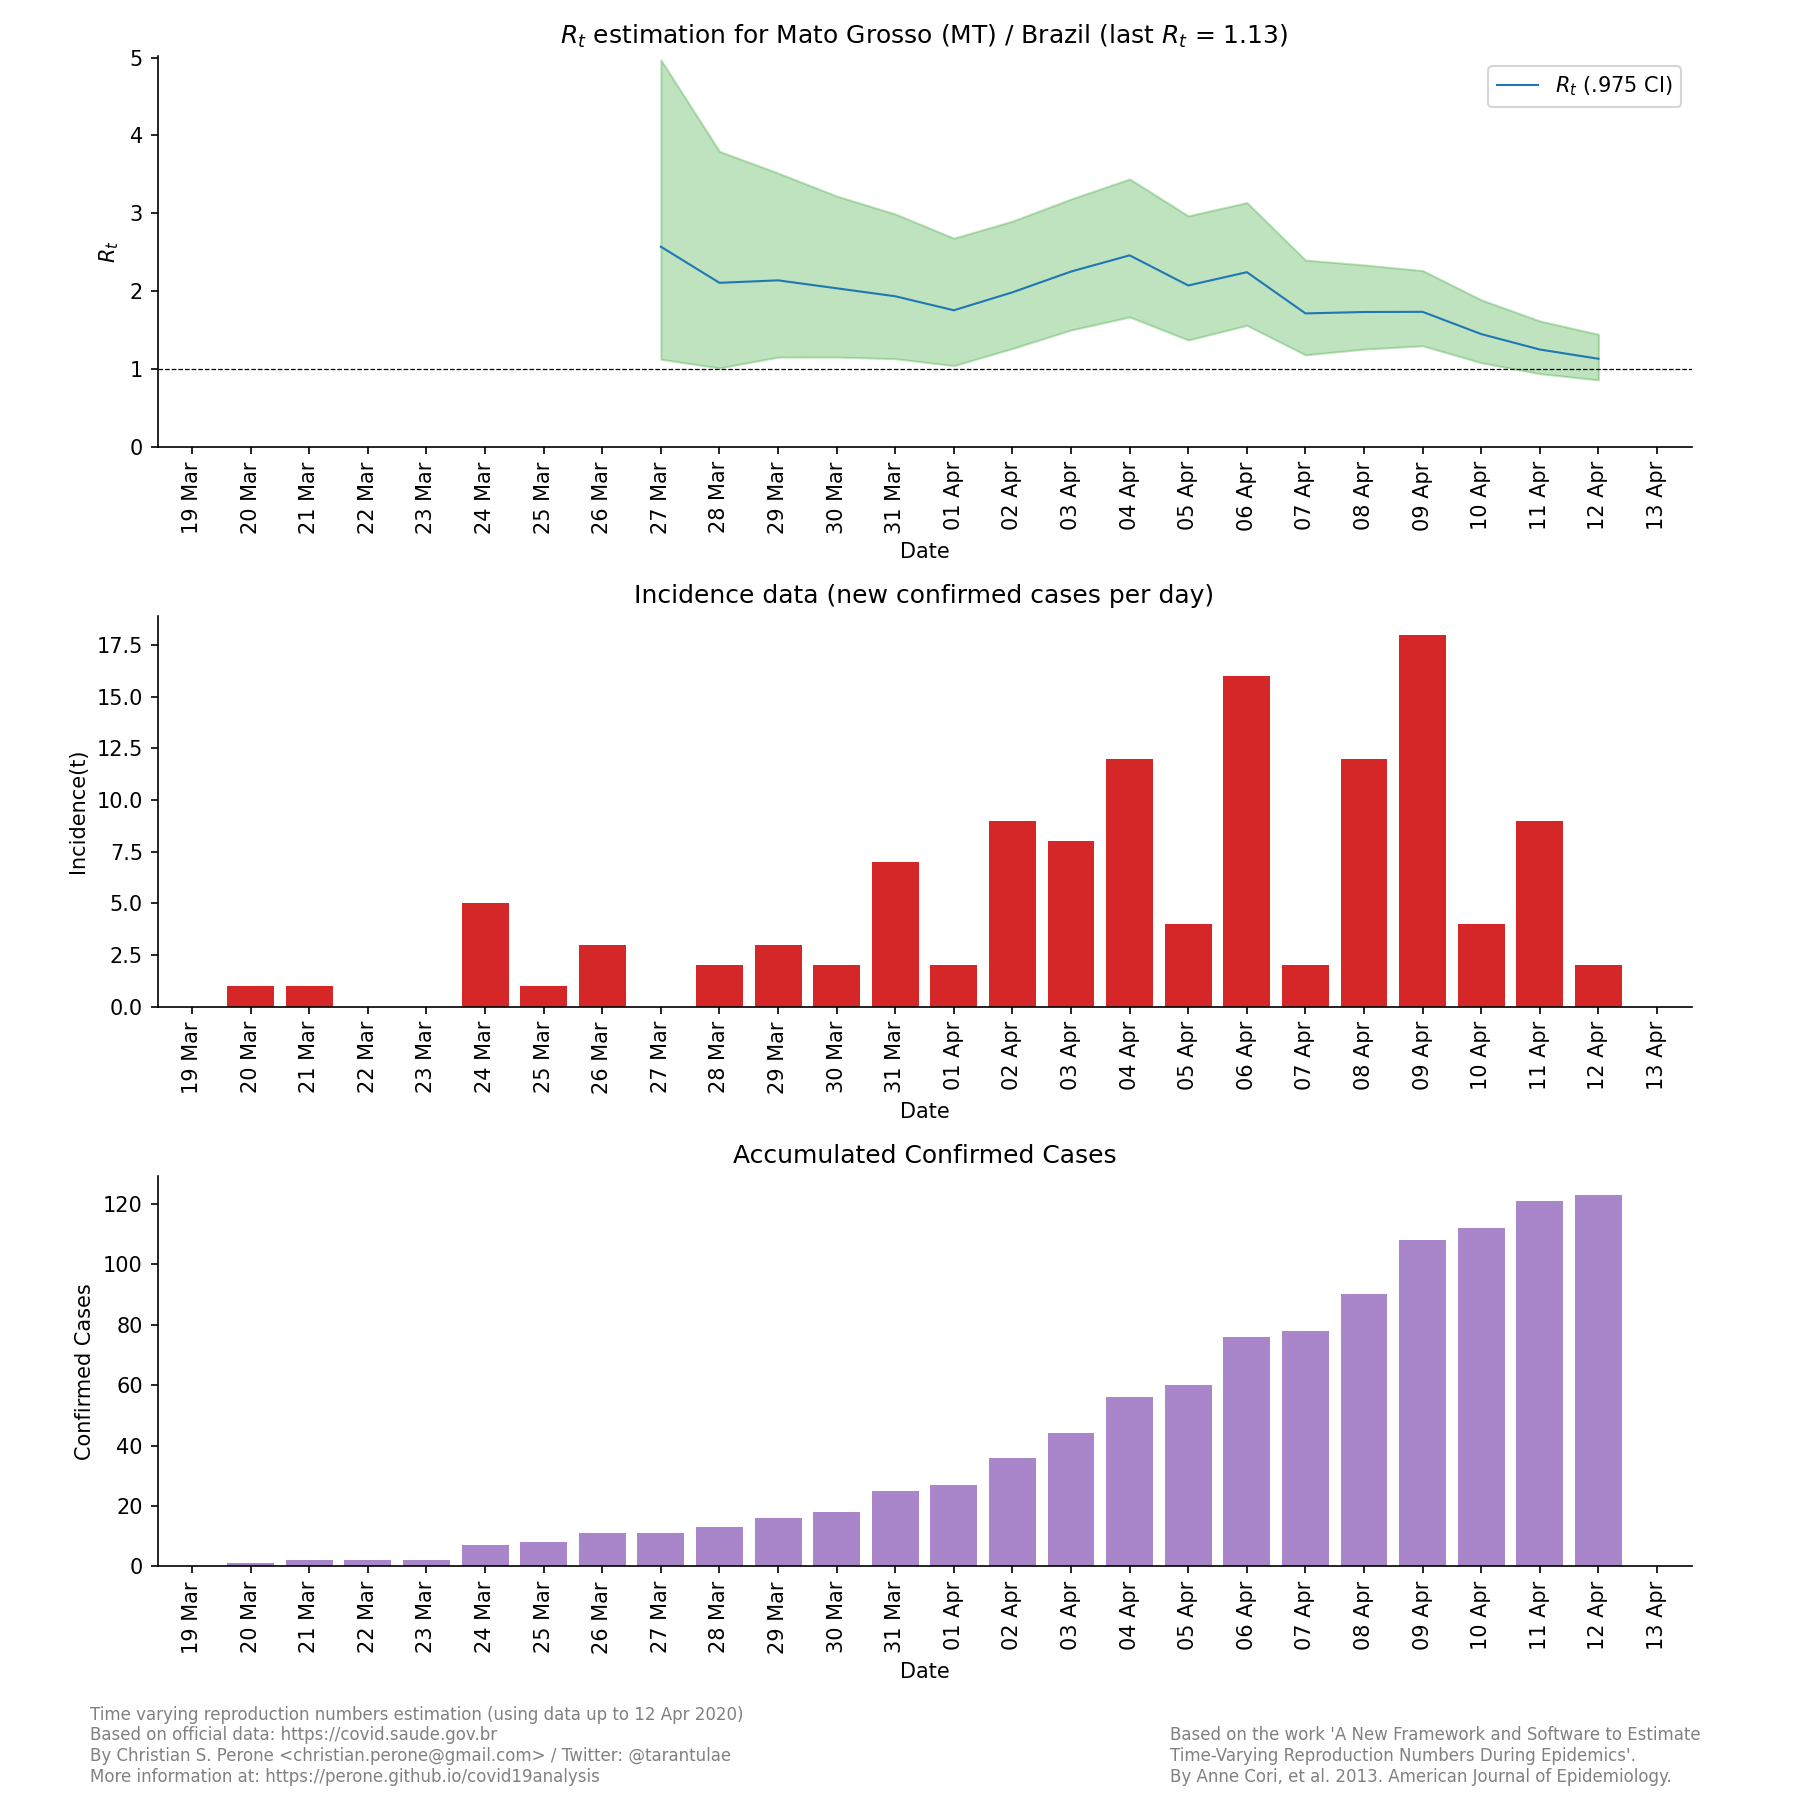 R_t estimation for Mato Grosso (MT) / Brazil (last R_t = 1.13)
R_t (.975 CI)
5
4
3
2
1
0
R_t
19 Mar
20 Mar
21 Mar
22 Mar
23 Mar
24 Mar
25 Mar
26 Mar
27 Mar
28 Mar
29 Mar
30 Mar
31 Mar
01 Apr
02 Apr
03 Apr
04 Apr
05 Apr
06 Apr
07 Apr
08 Apr
09 Apr
10 Apr
11 Apr
12 Apr
13 Apr
Date
Incidence data (new confirmed cases per day)
17.5
15.0
12.5
10.0
7.5
5.0
2.5
0.0
Incidence(t)
19 Mar
20 Mar
21 Mar
22 Mar
23 Mar
24 Mar
25 Mar
26 Mar
27 Mar
28 Mar
29 Mar
30 Mar
31 Mar
01 Apr
02 Apr
03 Apr
04 Apr
05 Apr
06 Apr
07 Apr
08 Apr
09 Apr
10 Apr
11 Apr
12 Apr
13 Apr
Date
Accumulated Confirmed Cases
120
100
80
60
40
20
0
Confirmed Cases
19 Mar
20 Mar
21 Mar
22 Mar
23 Mar
24 Mar
25 Mar
26 Mar
27 Mar
28 Mar
29 Mar
30 Mar
31 Mar
01 Apr
02 Apr
03 Apr
04 Apr
05 Apr
06 Apr
07 Apr
08 Apr
09 Apr
10 Apr
11 Apr
12 Apr
13 Apr
Date
Time varying reproduction numbers estimation (using data up to 12 Apr 2020)
Based on official data: https://covid.saude.gov.br
By Christian S. Perone <christian.perone@gmail.com> / Twitter: @tarantulae
More information at: https://perone.github.io/covid19analysis
Based on the work 'A New Framework and Software to Estimate
Time-Varying Reproduction Numbers During Epidemics'.
By Anne Cori, et al. 2013. American Journal of Epidemiology.